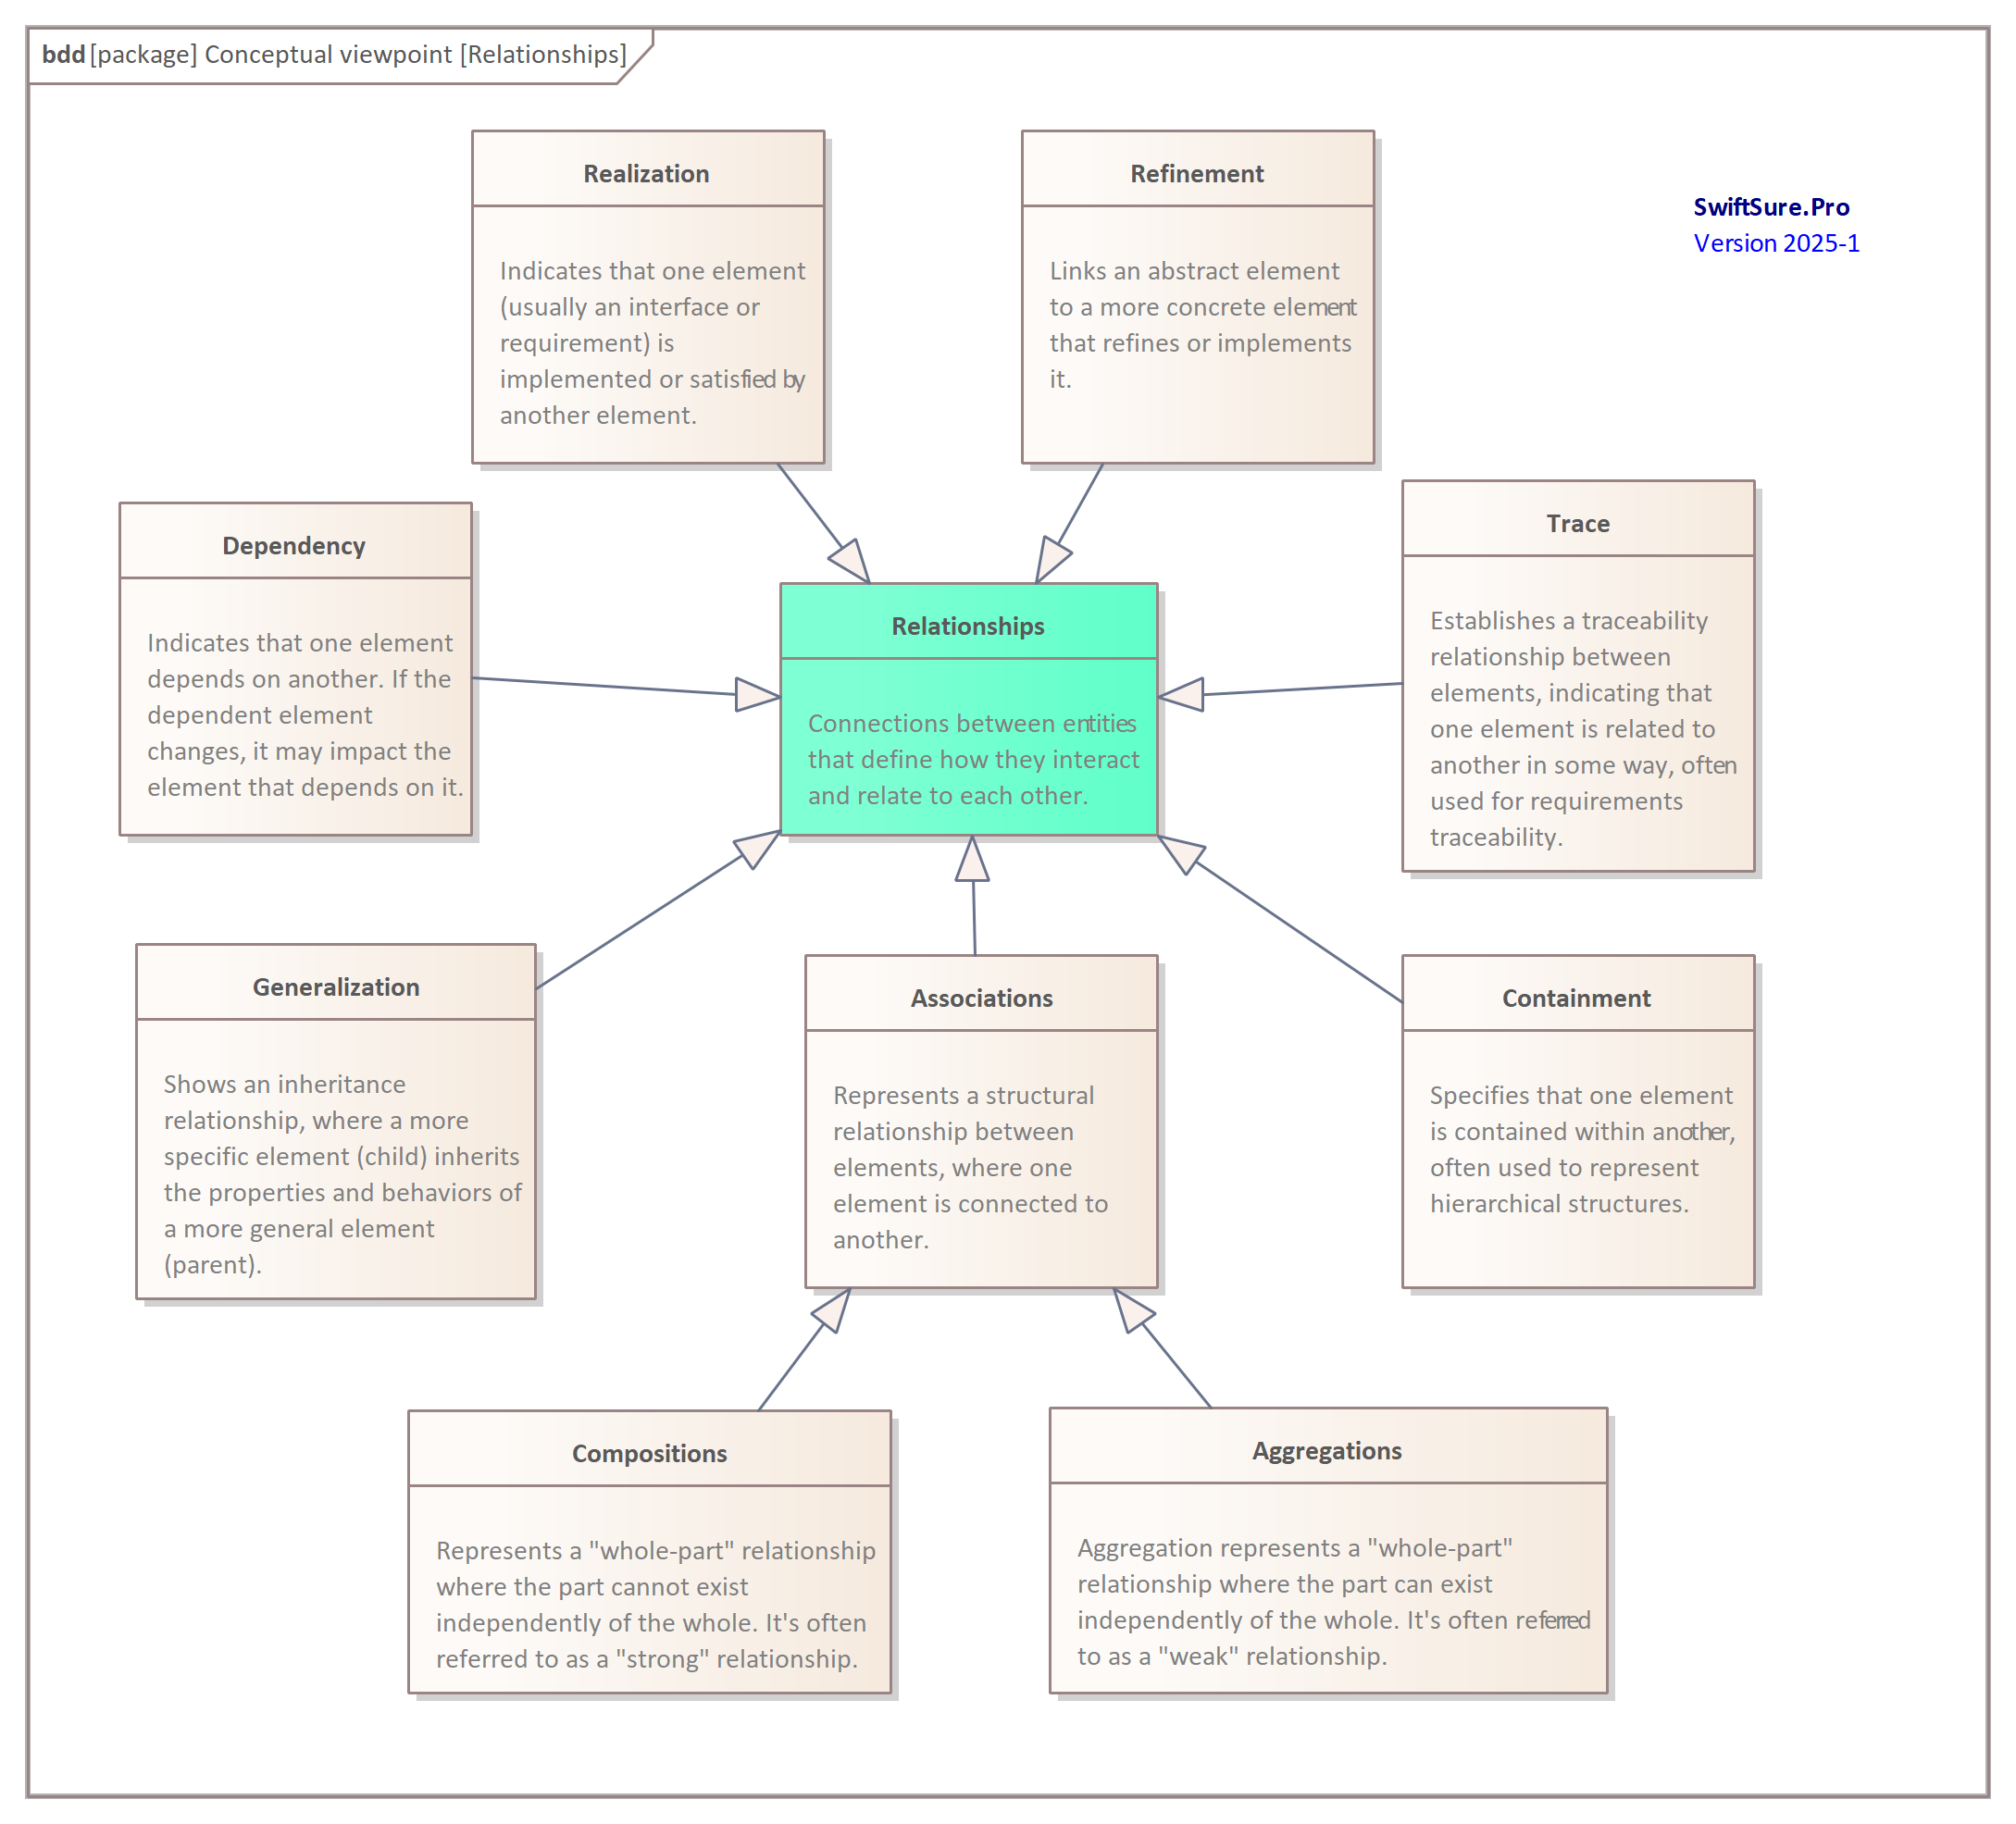 bdd [package] Conceptual viewpoint [Relationships]
Realization
Indicates that one element
(usually an interface or
requirement) is
implemented or satisfied by
another element.
Refinement
Links an abstract element
to a more concrete element
that refines or implements
it.
SwiftSure.Pro
Version 2025-1
Dependency
Indicates that one element
depends on another. If the
dependent element
changes, it may impact the
element that depends on it.
Relationships
Connections between entities
that define how they interact
and relate to each other.
Trace
Establishes a traceability
relationship between
elements, indicating that
one element is related to
another in some way, often
used for requirements
traceability.
Generalization
Shows an inheritance
relationship, where a more
specific element (child) inherits
the properties and behaviors of
a more general element
(parent).
Associations
Represents a structural
relationship between
elements, where one
element is connected to
another.
Containment
Specifies that one element
is contained within another,
often used to represent
hierarchical structures.
Compositions
Represents a "whole-part" relationship
where the part cannot exist
independently of the whole. It's often
referred to as a "strong" relationship.
Aggregations
Aggregation represents a "whole-part"
relationship where the part can exist
independently of the whole. It's often referred
to as a "weak" relationship.